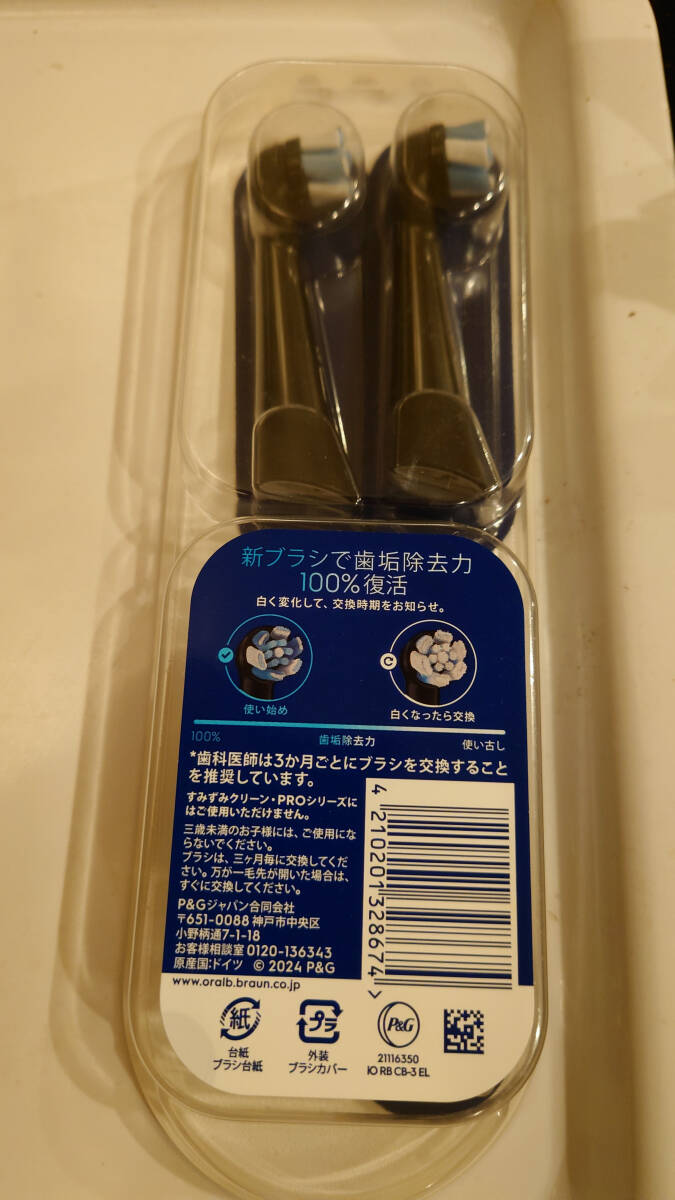 新ブラシで歯垢除去力
100%復活
白く変化して、交換時期をお知らせ。
使い始め
白くなったら交換
100%
歯垢除去力
使い古し
*歯科医師は3か月ごとにブラシを交換すること
を推奨しています。
すみずみクリーン・PROシリーズに
はご使用いただけません。
三歳未満のお子様には、ご使用にな
らないでください。
ブラシは、三ヶ月毎に交換してくだ
さい。万が一毛先が開いた場合は、
すぐに交換してください。
P&Gジャパン合同会社
〒651-0088 神戸市中央区
小野柄通7-1-18
お客様相談室 0120-136343
原産国:ドイツ © 2024 P&G
www.oralb.braun.co.jp
4 210201 328674 >
紙
台紙
ブラシ台紙
プラ
外装
ブラシカバー
P&G
21116350
IO RB CB-3 EL